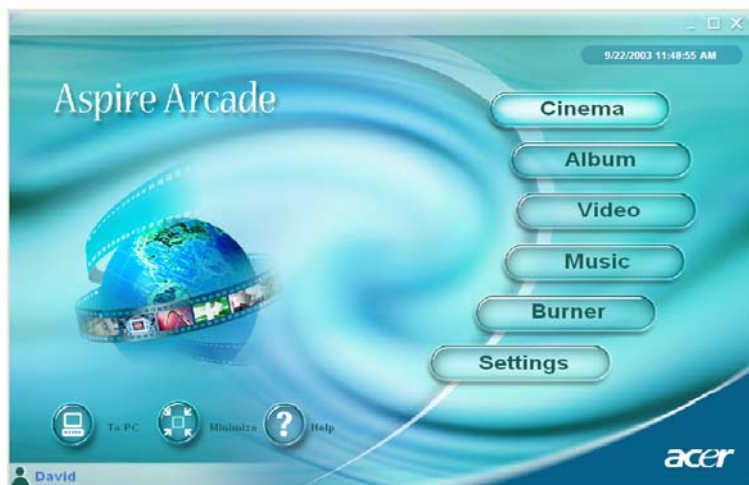 9/22/2003 11:48:55 AM
Aspire Arcade
Cinema
Album
Video
Music
Burner
Settings
To PC
Minimize
Help
acer
David